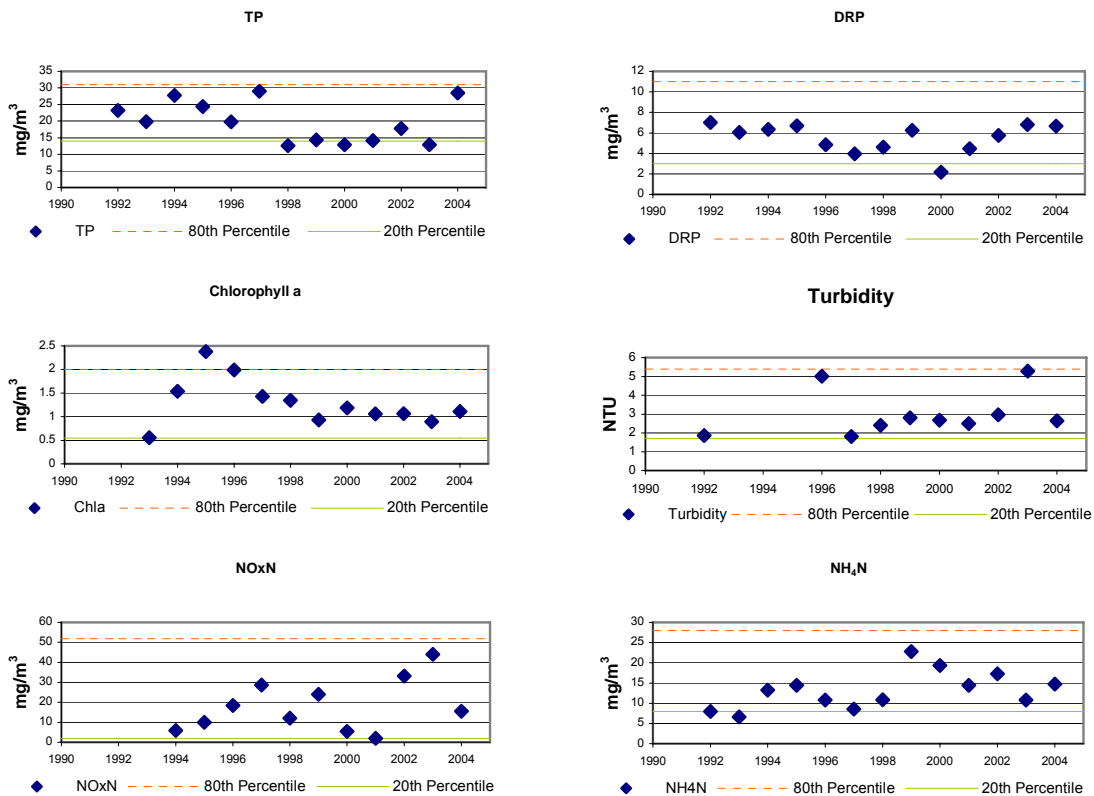 TP
35
30
25
20
15
10
5
0
mg/m³
1990 1992 1994 1996 1998 2000 2002 2004
TP 80th Percentile 20th Percentile
DRP
12
10
8
6
4
2
0
mg/m³
1990 1992 1994 1996 1998 2000 2002 2004
DRP 80th Percentile 20th Percentile
Chlorophyll a
2.5
2
1.5
1
0.5
0
mg/m³
1990 1992 1994 1996 1998 2000 2002 2004
Chla 80th Percentile 20th Percentile
Turbidity
6
5
4
3
2
1
0
NTU
1990 1992 1994 1996 1998 2000 2002 2004
Turbidity 80th Percentile 20th Percentile
NOxN
60
50
40
30
20
10
0
mg/m³
1990 1992 1994 1996 1998 2000 2002 2004
NOxN 80th Percentile 20th Percentile
NH₄N
30
25
20
15
10
5
0
mg/m³
1990 1992 1994 1996 1998 2000 2002 2004
NH4N 80th Percentile 20th Percentile